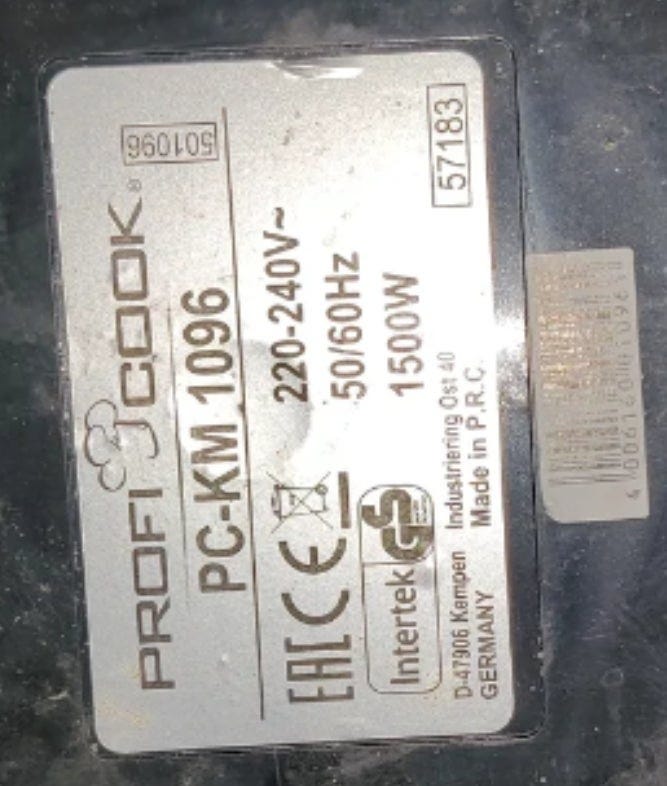 PROFI COOK®
501096
PC-KM 1096
220-240V~
50/60Hz
1500W
EAC CE
Intertek GS
57183
D-47906 Kempen Industriering Ost 40
GERMANY Made in P.R.C.